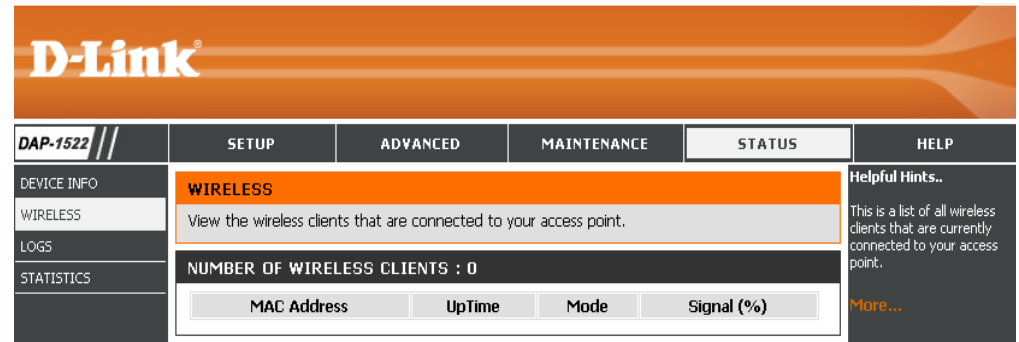 D-Link®
DAP-1522
SETUP ADVANCED MAINTENANCE STATUS HELP
DEVICE INFO
WIRELESS
LOGS
STATISTICS
WIRELESS
View the wireless clients that are connected to your access point.
NUMBER OF WIRELESS CLIENTS : 0
MAC Address UpTime Mode Signal (%)
Helpful Hints..
This is a list of all wireless
clients that are currently
connected to your access
point.
More...